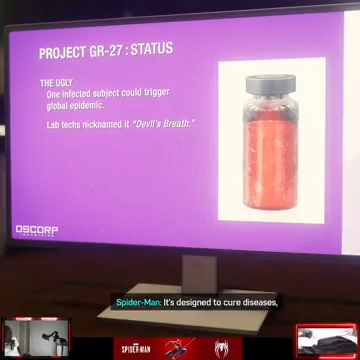 PROJECT GR-27 : STATUS
THE UGLY
One infected subject could trigger
global epidemic.
Lab techs nicknamed it "Devil's Breath."
OSCORP
INDUSTRIES
Spider-Man: It's designed to cure diseases,
SPIDER-MAN